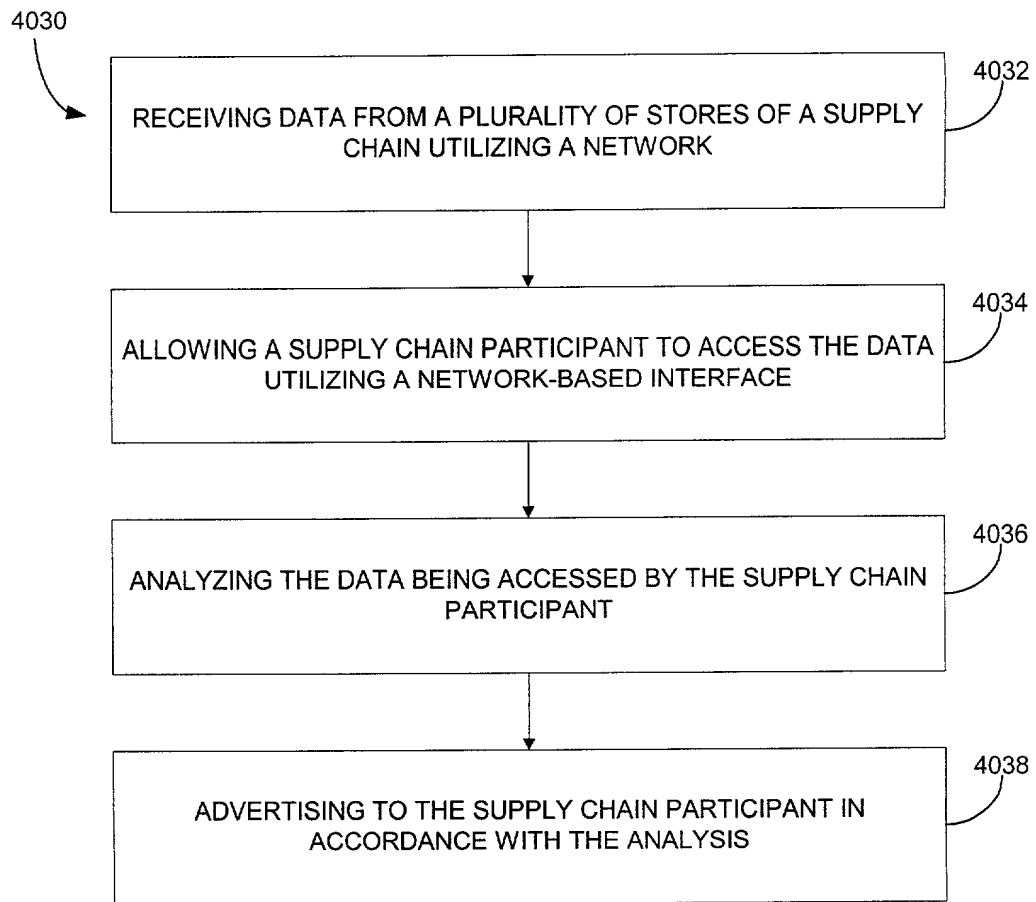 4030
4032
RECEIVING DATA FROM A PLURALITY OF STORES OF A SUPPLY
CHAIN UTILIZING A NETWORK
4034
ALLOWING A SUPPLY CHAIN PARTICIPANT TO ACCESS THE DATA
UTILIZING A NETWORK-BASED INTERFACE
4036
ANALYZING THE DATA BEING ACCESSED BY THE SUPPLY CHAIN
PARTICIPANT
4038
ADVERTISING TO THE SUPPLY CHAIN PARTICIPANT IN
ACCORDANCE WITH THE ANALYSIS